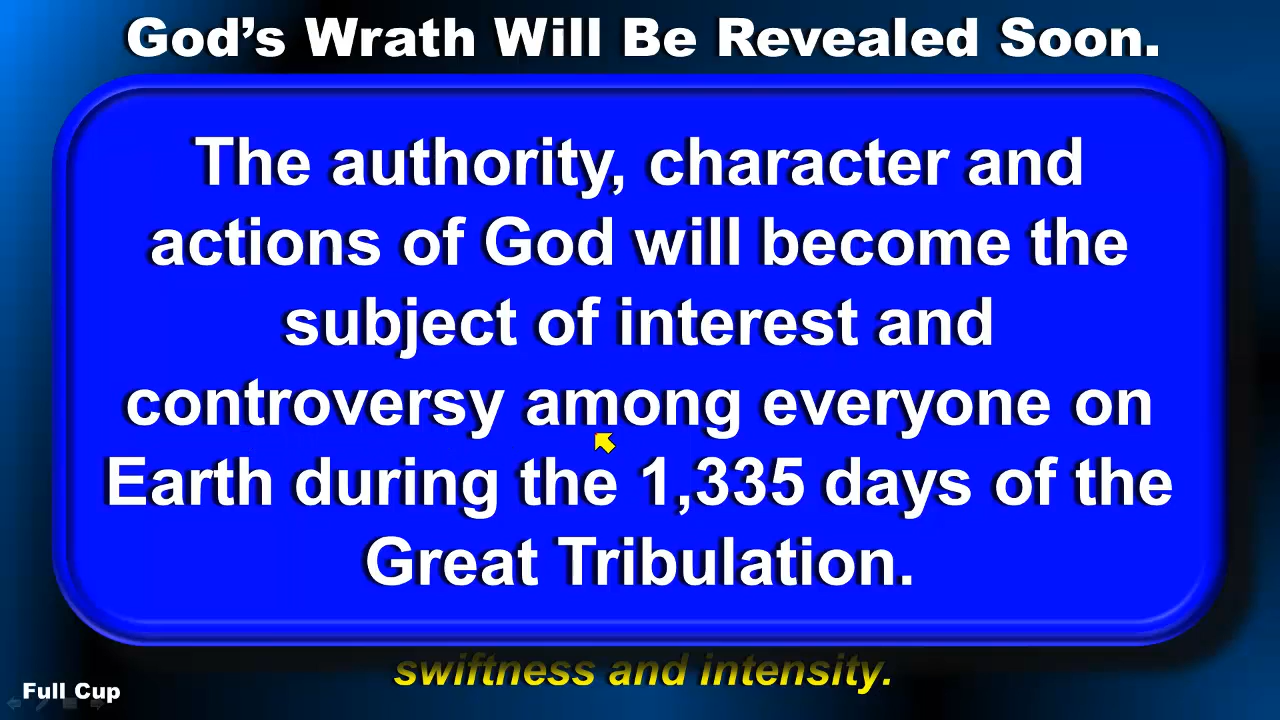 God’s Wrath Will Be Revealed Soon.
The authority, character and
actions of God will become the
subject of interest and
controversy among everyone on
Earth during the 1,335 days of the
Great Tribulation.
swiftness and intensity.
Full Cup